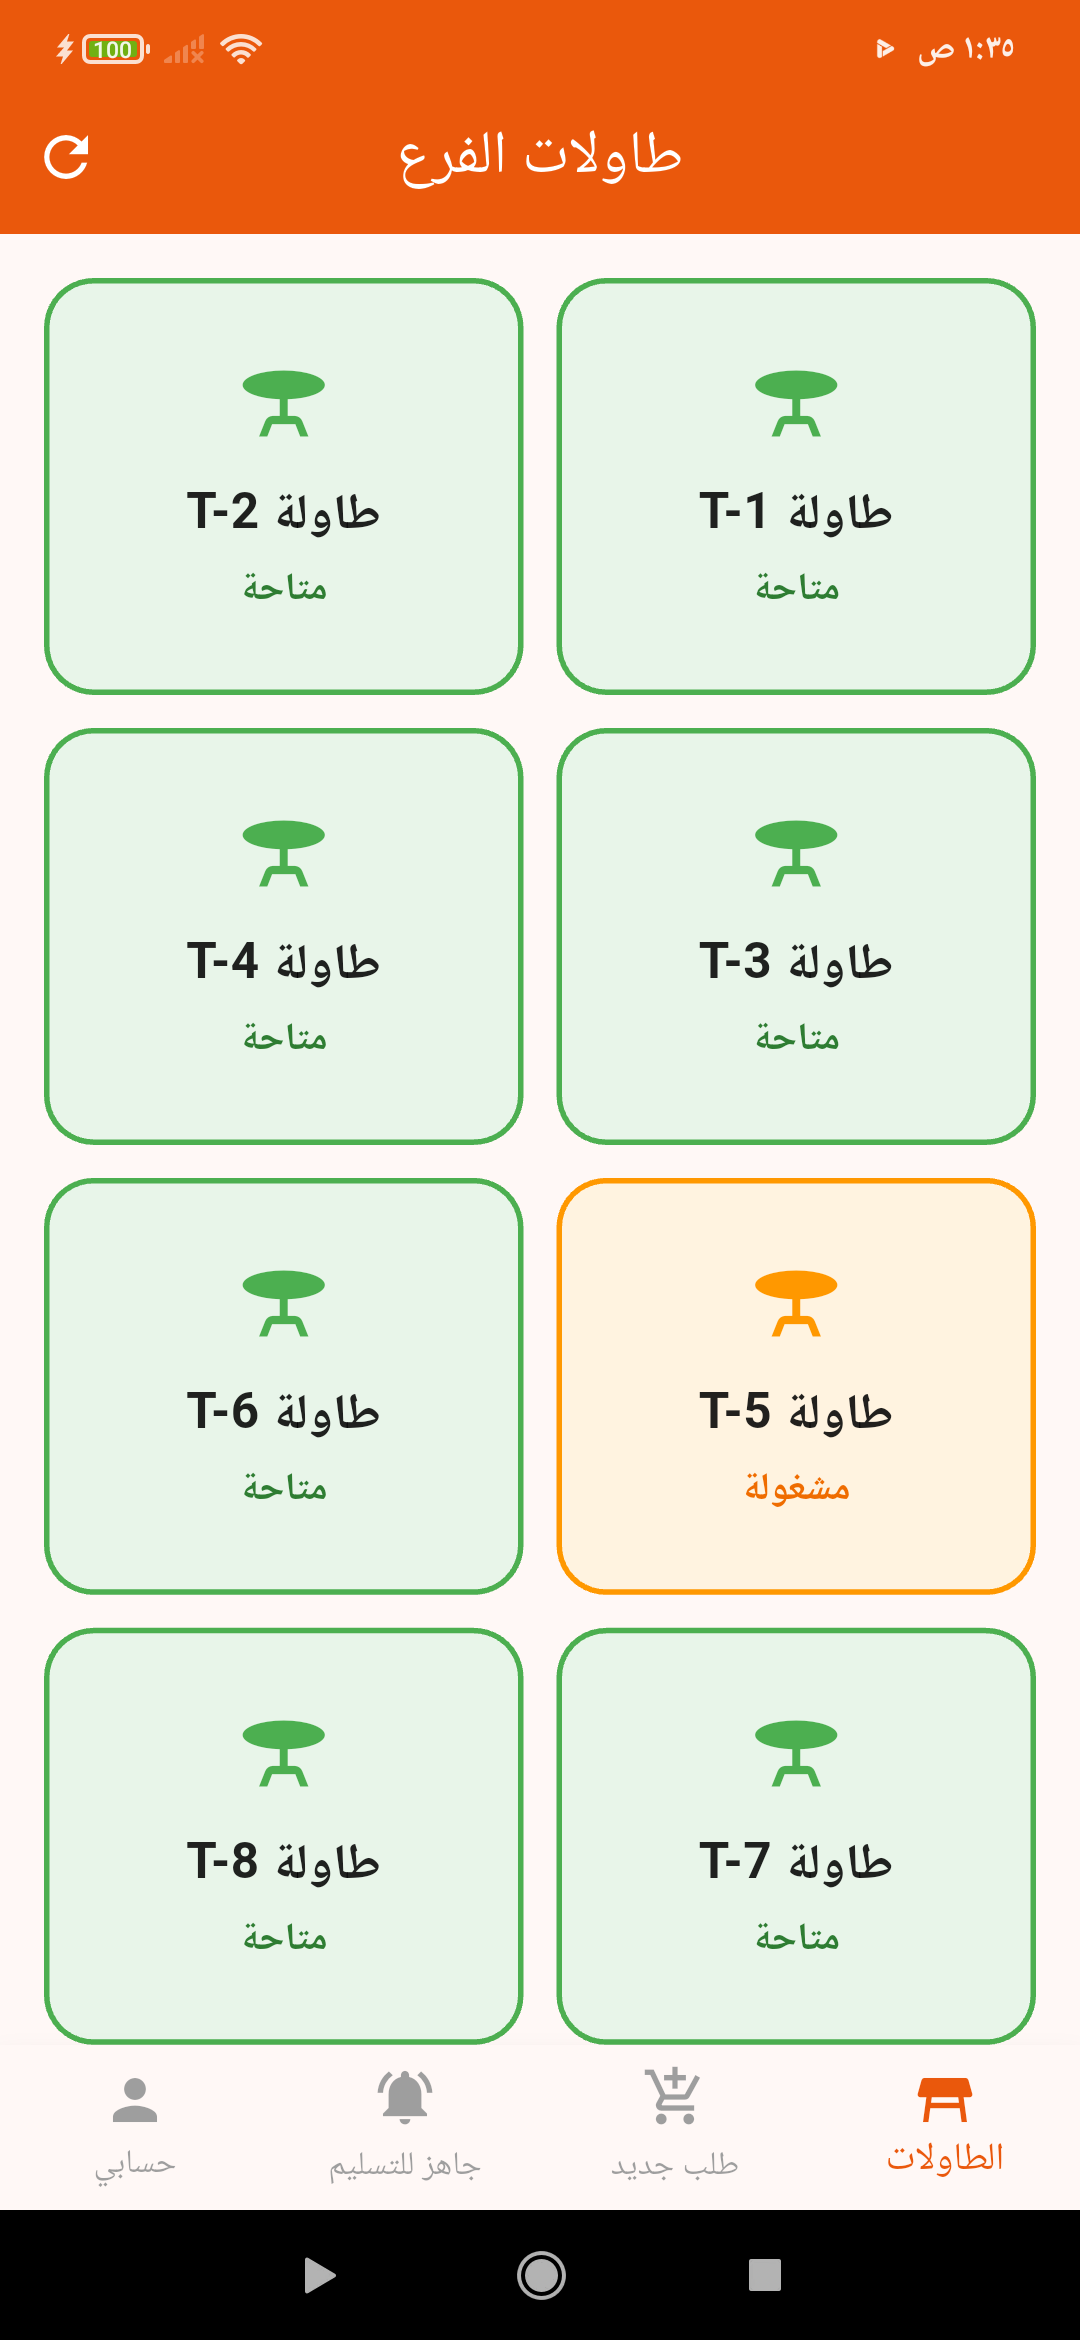 ١:٣٥ ص
100
طاولات الفرع
طاولة T-1
متاحة
طاولة T-2
متاحة
طاولة T-3
متاحة
طاولة T-4
متاحة
طاولة T-5
مشغولة
طاولة T-6
متاحة
طاولة T-7
متاحة
طاولة T-8
متاحة
الطاولات
طلب جديد
جاهز للتسليم
حسابي